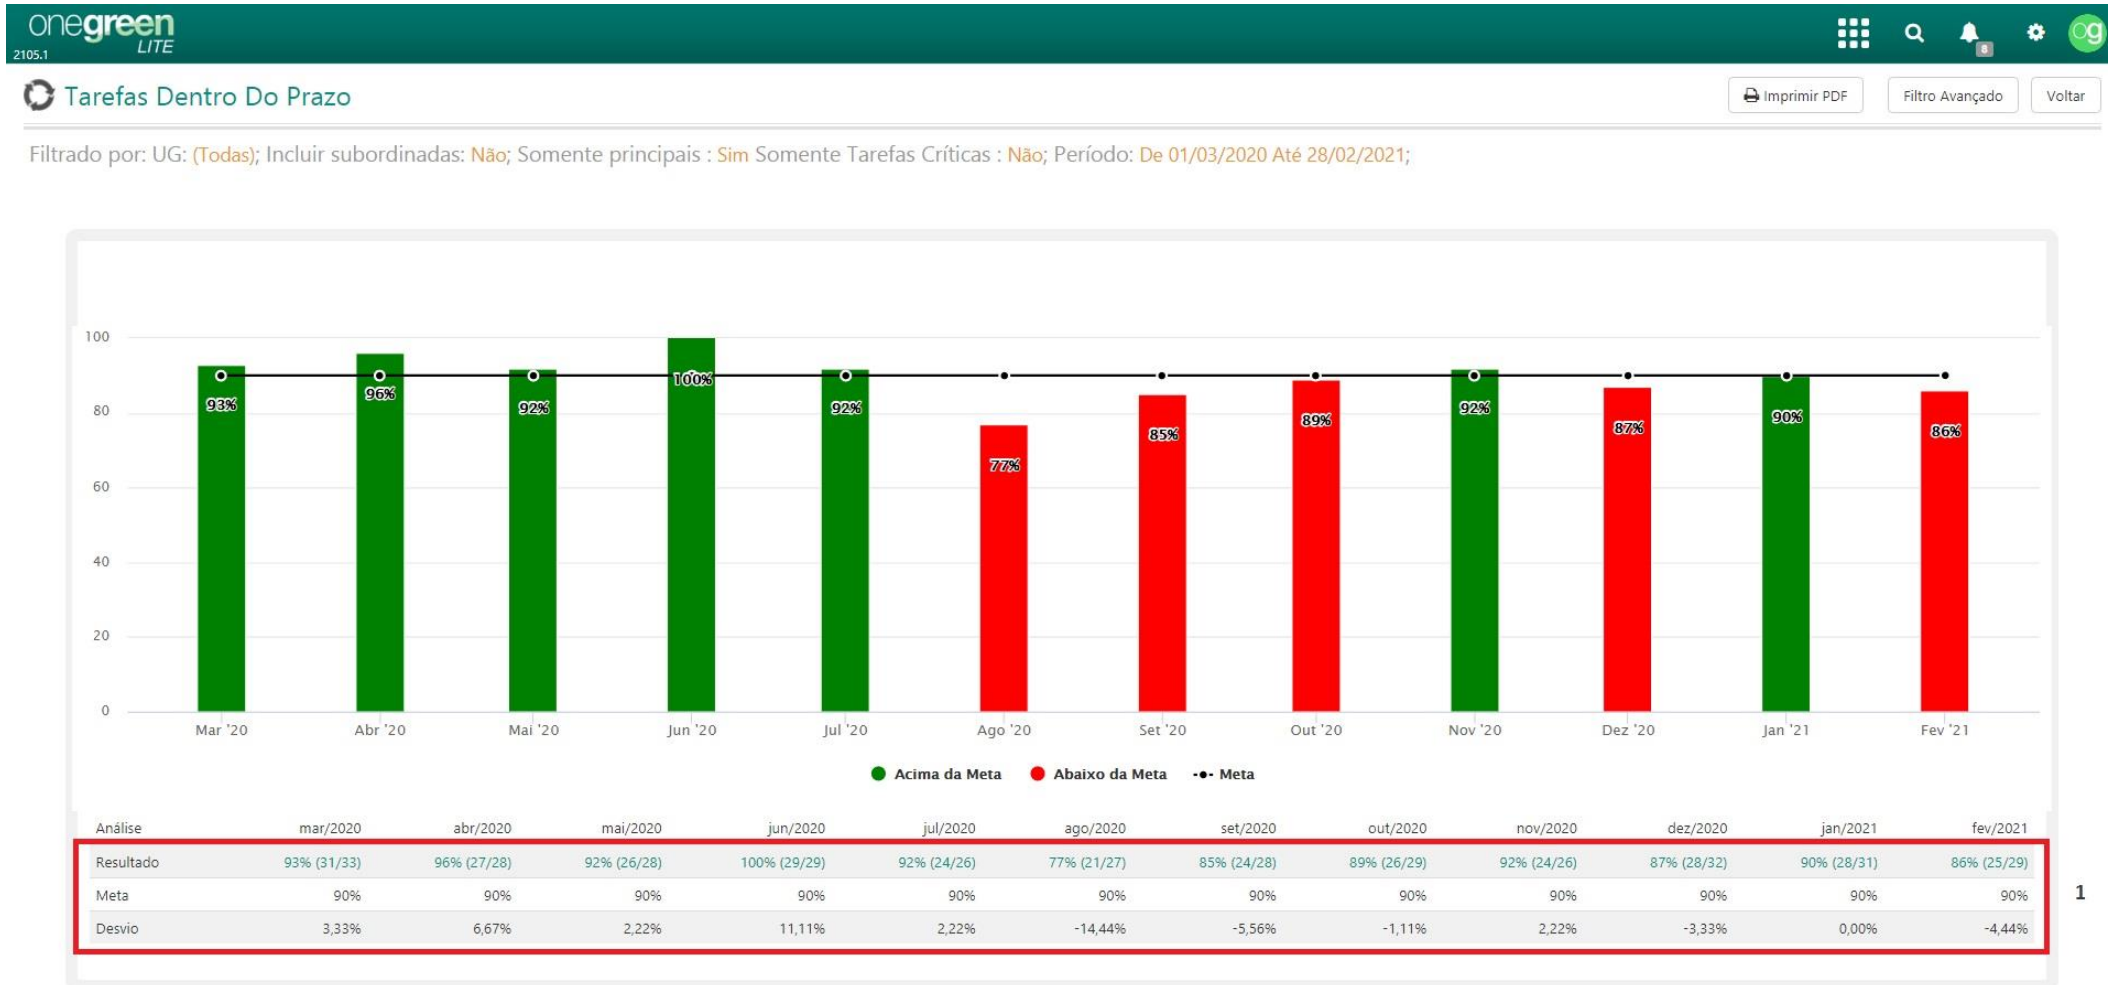 onegreen
LITE
2105.1
8
og
Tarefas Dentro Do Prazo
Imprimir PDF
Filtro Avançado
Voltar
Filtrado por: UG: (Todas); Incluir subordinadas: Não; Somente principais : Sim Somente Tarefas Críticas : Não; Período: De 01/03/2020 Até 28/02/2021;
100
80
60
40
20
0
93% 96% 92% 100% 92% 77% 85% 89% 92% 87% 90% 86%
Mar '20 Abr '20 Mai '20 Jun '20 Jul '20 Ago '20 Set '20 Out '20 Nov '20 Dez '20 Jan '21 Fev '21
Acima da Meta Abaixo da Meta Meta
Análise mar/2020 abr/2020 mai/2020 jun/2020 jul/2020 ago/2020 set/2020 out/2020 nov/2020 dez/2020 jan/2021 fev/2021
Resultado 93% (31/33) 96% (27/28) 92% (26/28) 100% (29/29) 92% (24/26) 77% (21/27) 85% (24/28) 89% (26/29) 92% (24/26) 87% (28/32) 90% (28/31) 86% (25/29)
Meta 90% 90% 90% 90% 90% 90% 90% 90% 90% 90% 90% 90%
1
Desvio 3,33% 6,67% 2,22% 11,11% 2,22% -14,44% -5,56% -1,11% 2,22% -3,33% 0,00% -4,44%